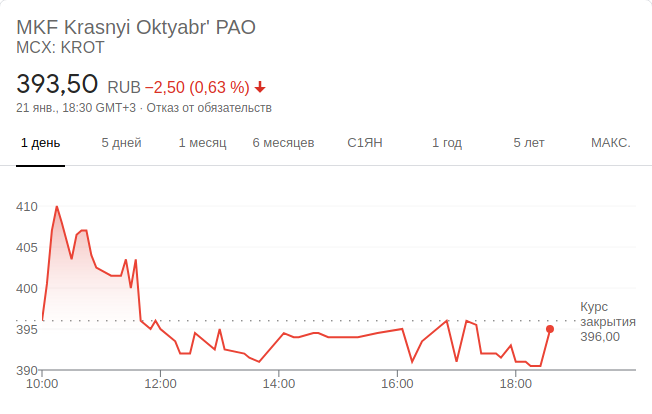 MKF Krasnyi Oktyabr' PAO
MCX: KROT
393,50 RUB −2,50 (0,63 %)
21 янв., 18:30 GMT+3 · Отказ от обязательств
1 день 5 дней 1 месяц 6 месяцев С1ЯН 1 год 5 лет МАКС.
410
405
400
395
390
Курс
закрытия
396,00
10:00 12:00 14:00 16:00 18:00